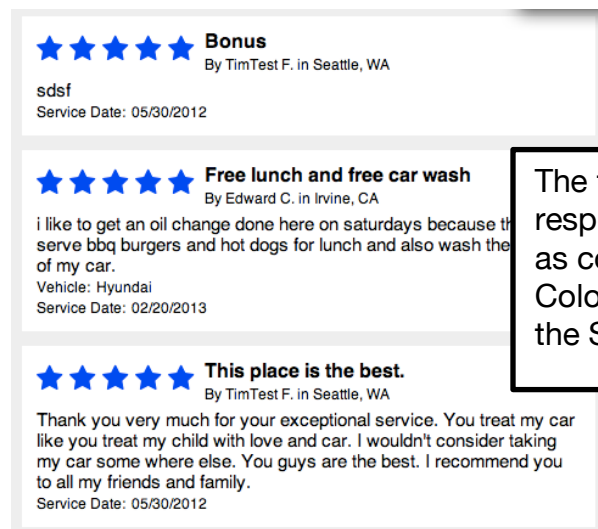 Bonus
By TimTest F. in Seattle, WA
sdsf
Service Date: 05/30/2012
Free lunch and free car wash
By Edward C. in Irvine, CA
i like to get an oil change done here on saturdays because
serve bbq burgers and hot dogs for lunch and also wash the
of my car.
Vehicle: Hyundai
Service Date: 02/20/2013
The
as
the
This place is the best.
By TimTest F. in Seattle, WA
Thank you very much for your exceptional service. You treat my car
like you treat my child with love and car. I wouldn't consider taking
my car some where else. You guys are the best. I recommend you
to all my friends and family.
Service Date: 05/30/2012